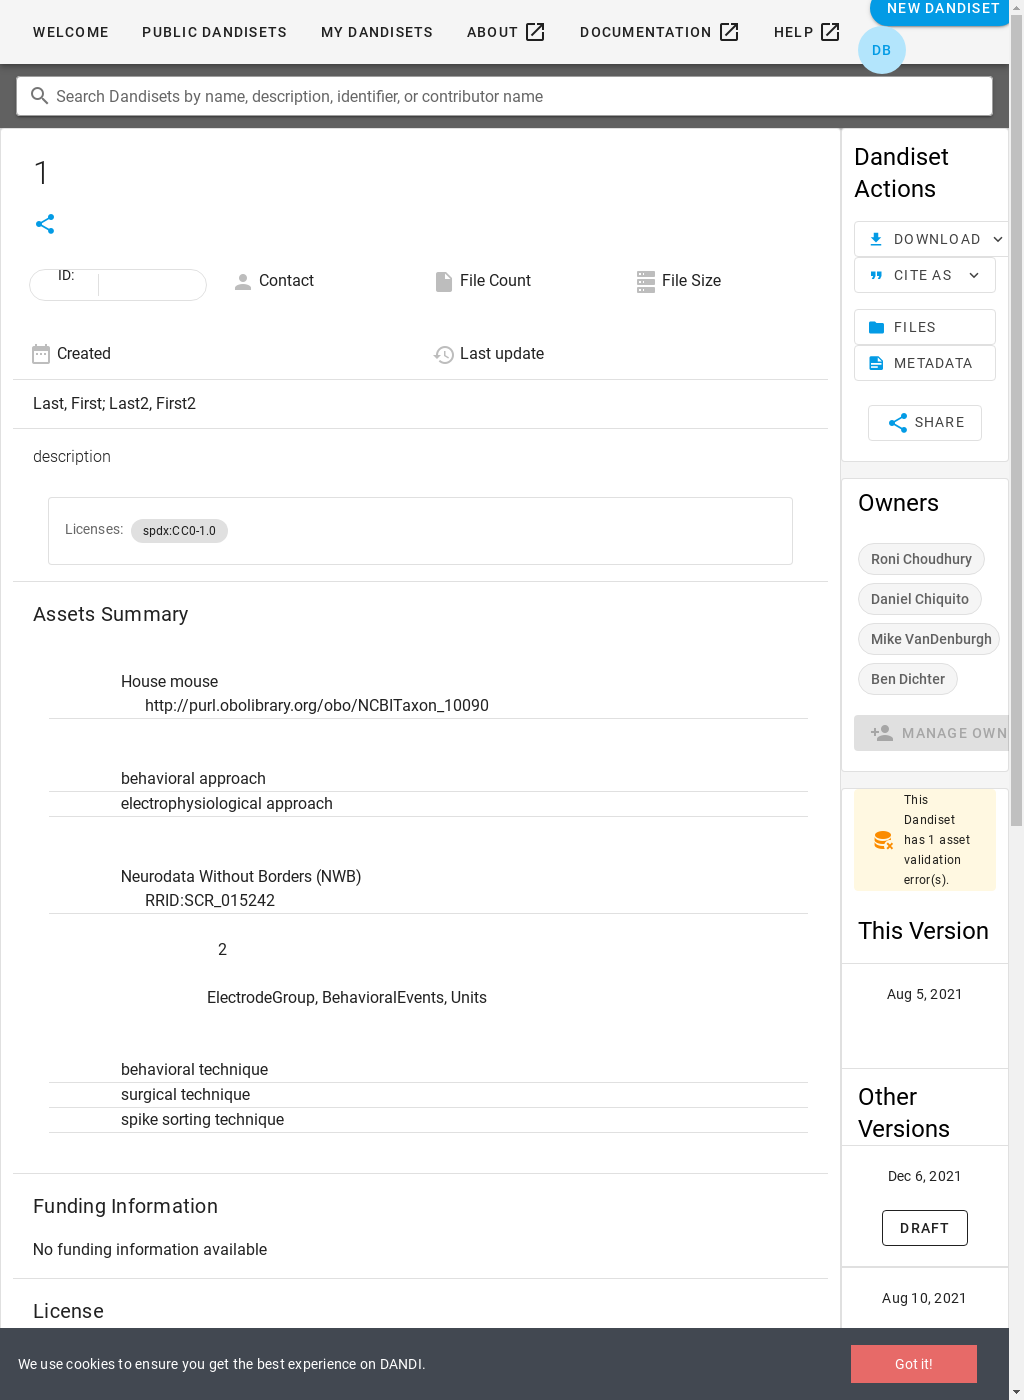 WELCOME PUBLIC DANDISETS MY DANDISETS ABOUT DOCUMENTATION HELP NEW DANDISET
DB
Search Dandisets by name, description, identifier, or contributor name
1
ID:
Contact
File Count
File Size
Created
Last update
Last, First; Last2, First2
description
Licenses: spdx:CC0-1.0
Assets Summary
House mouse
http://purl.obolibrary.org/obo/NCBITaxon_10090
behavioral approach
electrophysiological approach
Neurodata Without Borders (NWB)
RRID:SCR_015242
2
ElectrodeGroup, BehavioralEvents, Units
behavioral technique
surgical technique
spike sorting technique
Funding Information
No funding information available
License
Dandiset
Actions
DOWNLOAD
CITE AS
FILES
METADATA
SHARE
Owners
Roni Choudhury
Daniel Chiquito
Mike VanDenburgh
Ben Dichter
MANAGE OWN
This
Dandiset
has 1 asset
validation
error(s).
This Version
Aug 5, 2021
Other
Versions
Dec 6, 2021
DRAFT
Aug 10, 2021
We use cookies to ensure you get the best experience on DANDI.
Got it!